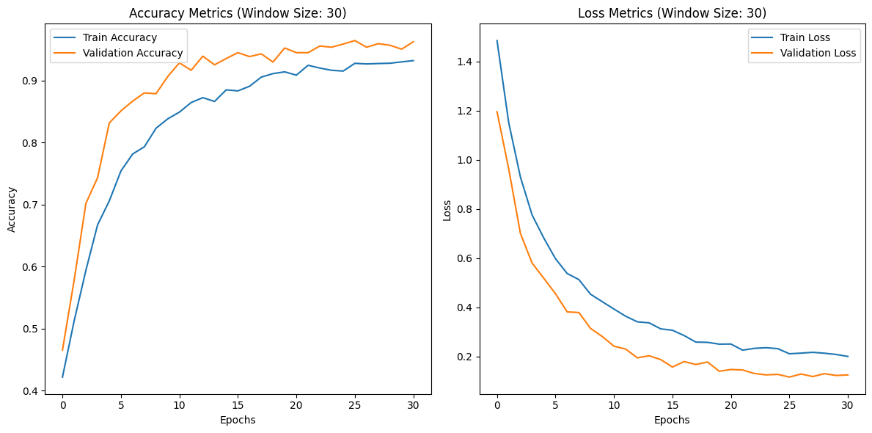 Accuracy Metrics (Window Size: 30)
Train Accuracy
Validation Accuracy
0.9
0.8
0.7
0.6
0.5
0.4
Accuracy
0 5 10 15 20 25 30
Epochs
Loss Metrics (Window Size: 30)
Train Loss
Validation Loss
1.4
1.2
1.0
0.8
0.6
0.4
0.2
Loss
0 5 10 15 20 25 30
Epochs